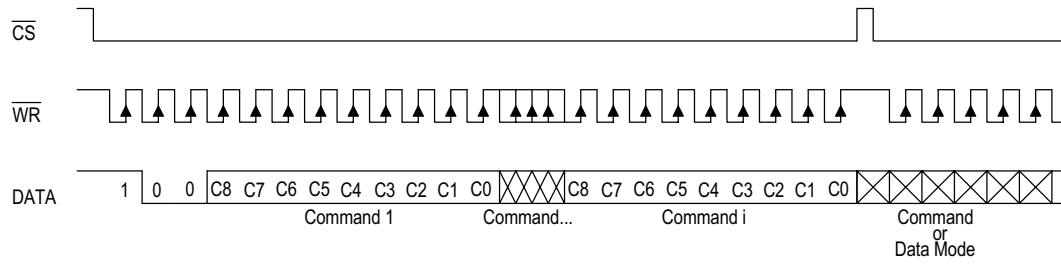 CS
WR
DATA 1 0 0 C8 C7 C6 C5 C4 C3 C2 C1 C0 C8 C7 C6 C5 C4 C3 C2 C1 C0
Command 1 Command... Command i Command
or
Data Mode